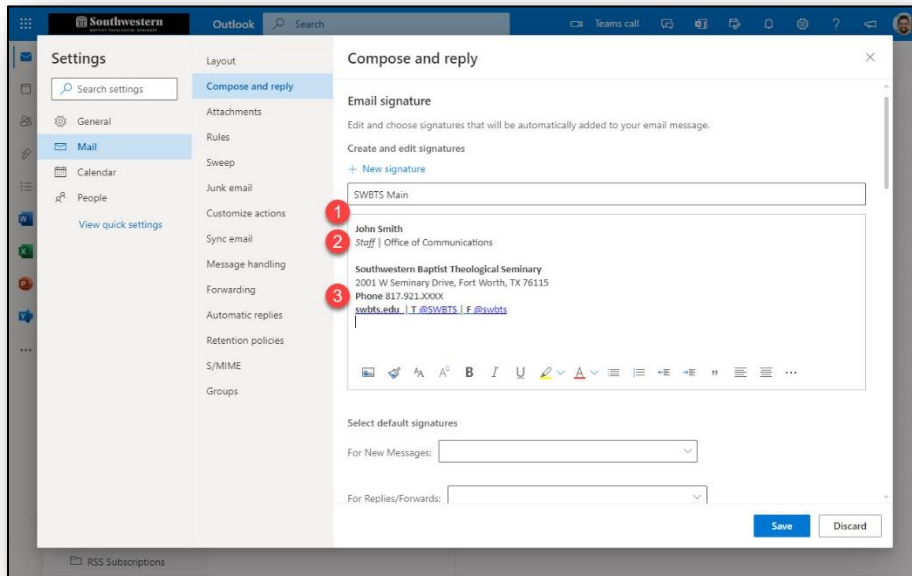 Southwestern
BAPTIST THEOLOGICAL SEMINARY
Outlook
Search
Teams call
Settings
Search settings
General
Mail
Calendar
People
View quick settings
Layout
Compose and reply
Attachments
Rules
Sweep
Junk email
Customize actions
Sync email
Message handling
Forwarding
Automatic replies
Retention policies
S/MIME
Groups
Compose and reply
Email signature
Edit and choose signatures that will be automatically added to your email message.
Create and edit signatures
+ New signature
SWBTS Main
1
John Smith
2
Staff | Office of Communications
Southwestern Baptist Theological Seminary
2001 W Seminary Drive, Fort Worth, TX 76115
3
Phone 817.921.XXXX
swbts.edu | T @SWBTS | F @swbts
Select default signatures
For New Messages:
For Replies/Forwards:
Save
Discard
RSS Subscriptions